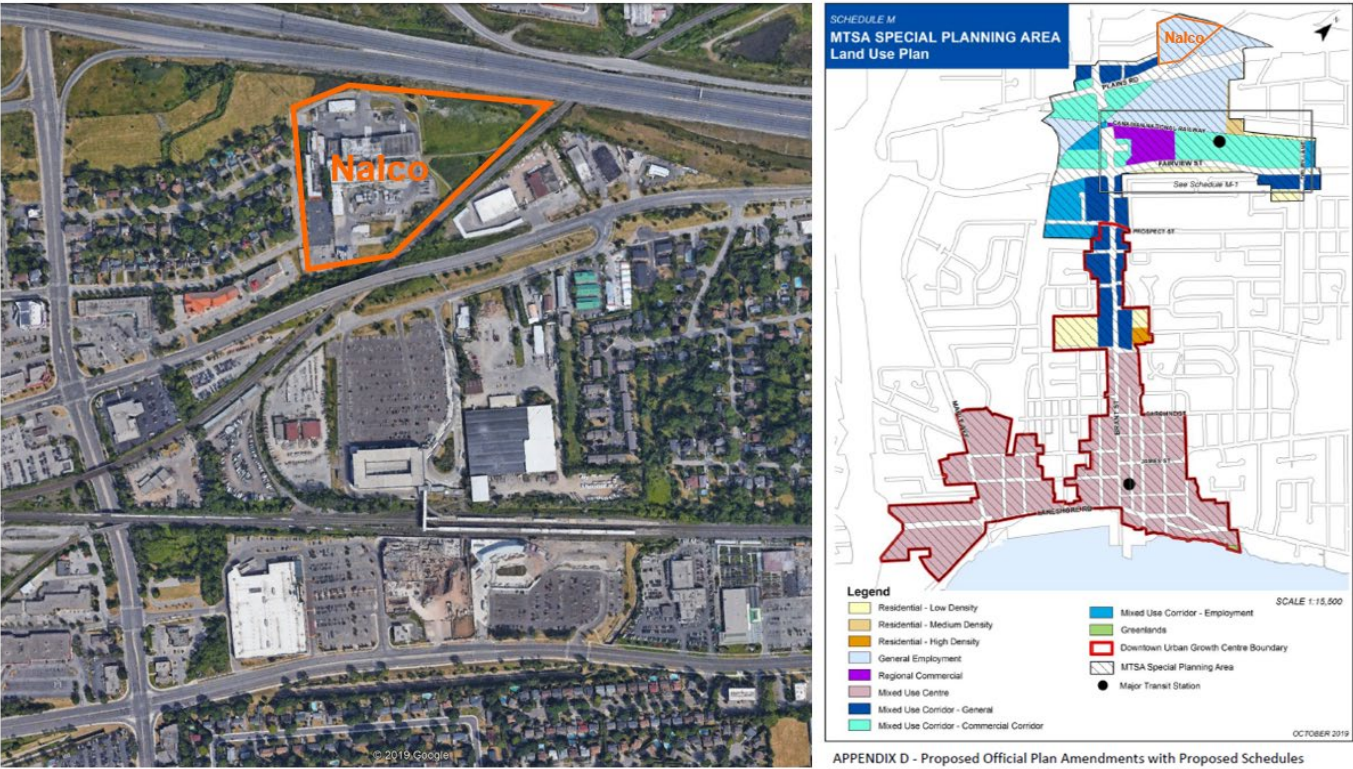 Nalco
© 2019 Google
SCHEDULE M
MTSA SPECIAL PLANNING AREA
Land Use Plan
Nalco
PLAINS RD
CANADIAN NATIONAL RAILWAY
FAIRVIEW ST
See Schedule M-1
PROSPECT ST
MAPLE AVE
JAMES ST
LAKESHORE RD
Legend
Residential - Low Density
Residential - Medium Density
Residential - High Density
General Employment
Regional Commercial
Mixed Use Centre
Mixed Use Corridor - General
Mixed Use Corridor - Commercial Corridor
SCALE 1:15,500
Mixed Use Corridor - Employment
Greenlands
Downtown Urban Growth Centre Boundary
MTSA Special Planning Area
Major Transit Station
OCTOBER 2019
APPENDIX D - Proposed Official Plan Amendments with Proposed Schedules